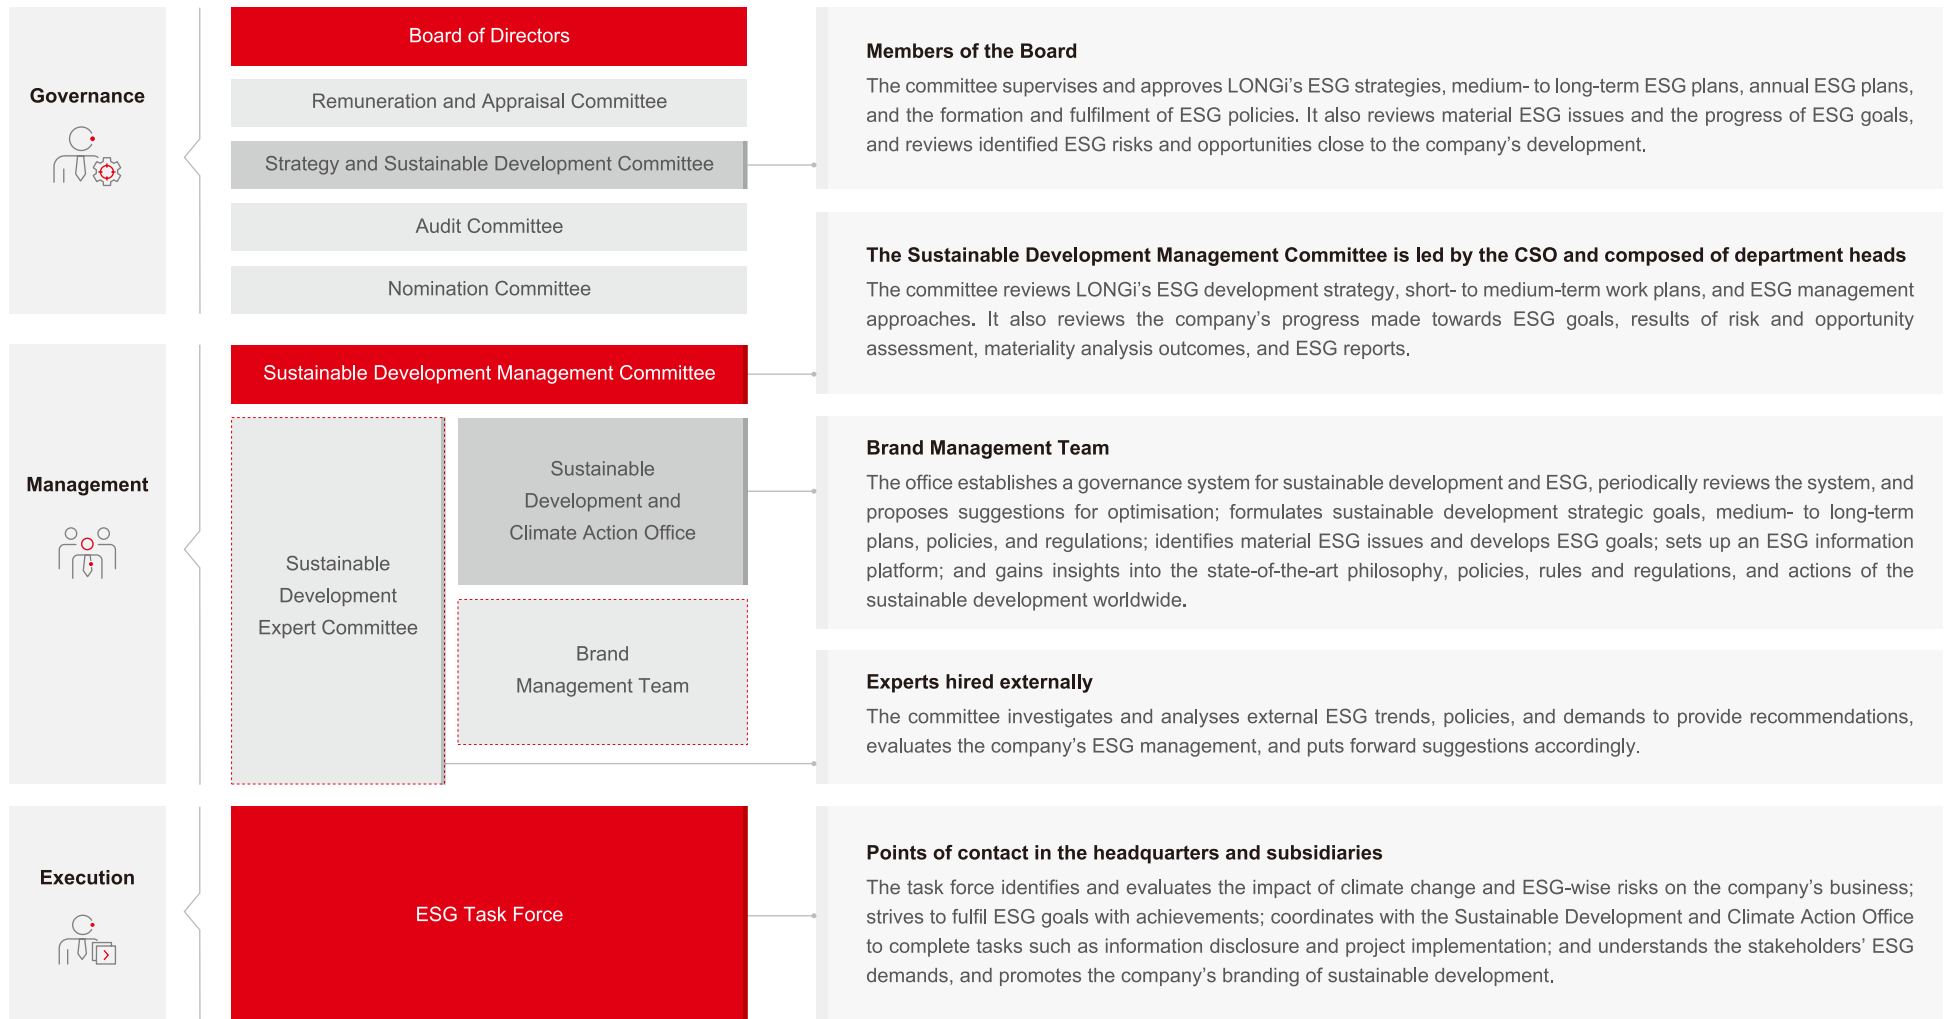 Governance
Board of Directors
Remuneration and Appraisal Committee
Strategy and Sustainable Development Committee
Audit Committee
Nomination Committee
Members of the Board
The committee supervises and approves LONGi’s ESG strategies, medium- to long-term ESG plans, annual ESG plans,
and the formation and fulfilment of ESG policies. It also reviews material ESG issues and the progress of ESG goals,
and reviews identified ESG risks and opportunities close to the company’s development.
Management
Sustainable Development Management Committee
Sustainable
Development
Expert Committee
Sustainable
Development and
Climate Action Office
Brand
Management Team
The Sustainable Development Management Committee is led by the CSO and composed of department heads
The committee reviews LONGi’s ESG development strategy, short- to medium-term work plans, and ESG management
approaches. It also reviews the company’s progress made towards ESG goals, results of risk and opportunity
assessment, materiality analysis outcomes, and ESG reports.
Brand Management Team
The office establishes a governance system for sustainable development and ESG, periodically reviews the system, and
proposes suggestions for optimisation; formulates sustainable development strategic goals, medium- to long-term
plans, policies, and regulations; identifies material ESG issues and develops ESG goals; sets up an ESG information
platform; and gains insights into the state-of-the-art philosophy, policies, rules and regulations, and actions of the
sustainable development worldwide.
Experts hired externally
The committee investigates and analyses external ESG trends, policies, and demands to provide recommendations,
evaluates the company’s ESG management, and puts forward suggestions accordingly.
Execution
ESG Task Force
Points of contact in the headquarters and subsidiaries
The task force identifies and evaluates the impact of climate change and ESG-wise risks on the company’s business;
strives to fulfil ESG goals with achievements; coordinates with the Sustainable Development and Climate Action Office
to complete tasks such as information disclosure and project implementation; and understands the stakeholders’ ESG
demands, and promotes the company’s branding of sustainable development.